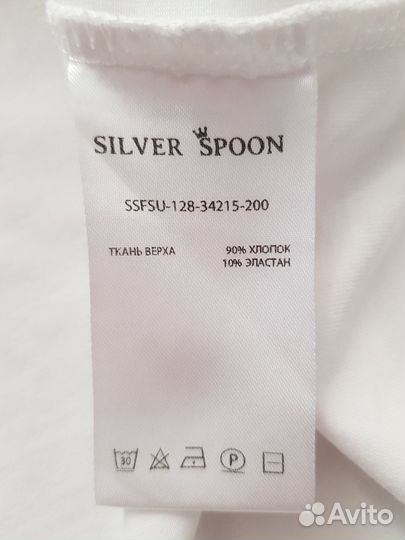 SILVER SPOON
SSFSU-128-34215-200
ТКАНЬ ВЕРХА 90% ХЛОПОК
10% ЭЛАСТАН
30 P
Avito